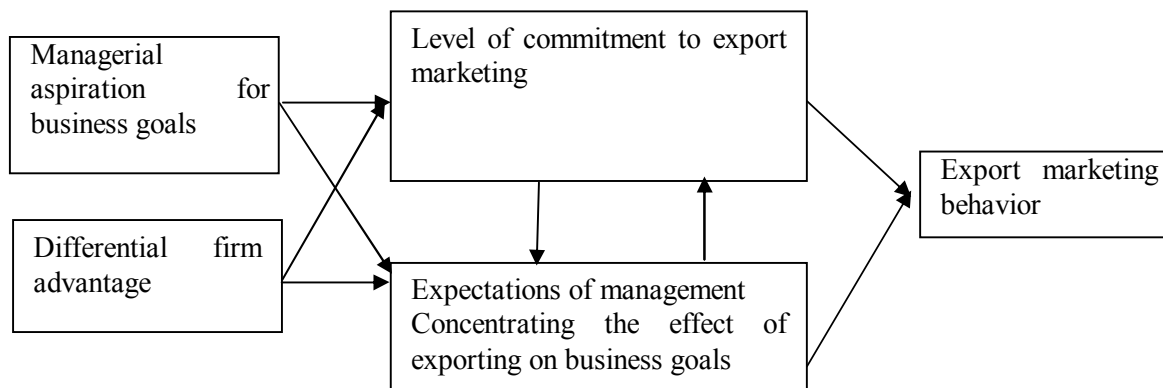 Managerial
aspiration for
business goals
Level of commitment to export
marketing
Differential firm
advantage
Expectations of management
Concentrating the effect of
exporting on business goals
Export marketing
behavior